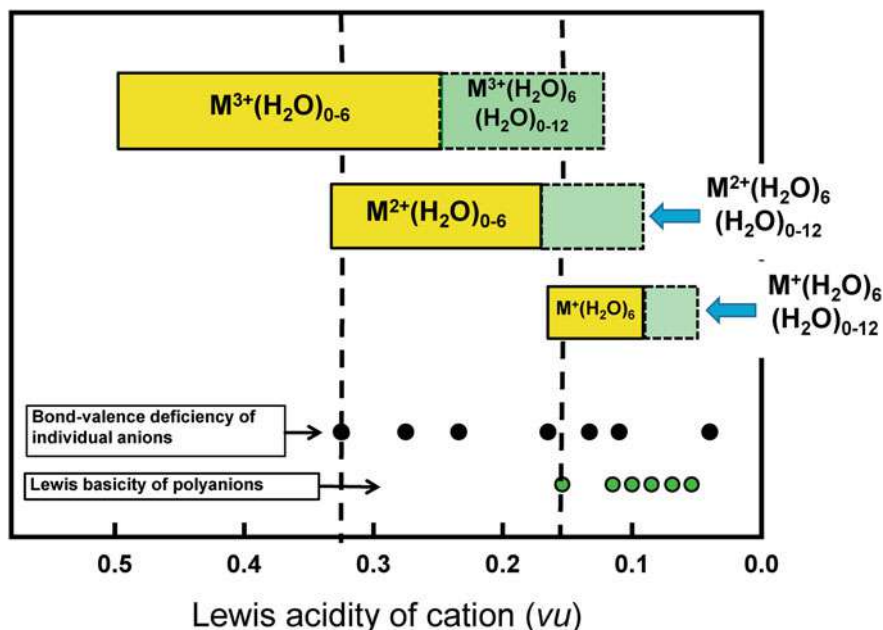 M³⁺(H₂O)₀₋₆
M³⁺(H₂O)₆
(H₂O)₀₋₁₂
M²⁺(H₂O)₀₋₆
M²⁺(H₂O)₆
(H₂O)₀₋₁₂
M⁺(H₂O)₆
M⁺(H₂O)₆
(H₂O)₀₋₁₂
Bond-valence deficiency of
individual anions
Lewis basicity of polyanions
0.5 0.4 0.3 0.2 0.1 0.0
Lewis acidity of cation (vu)